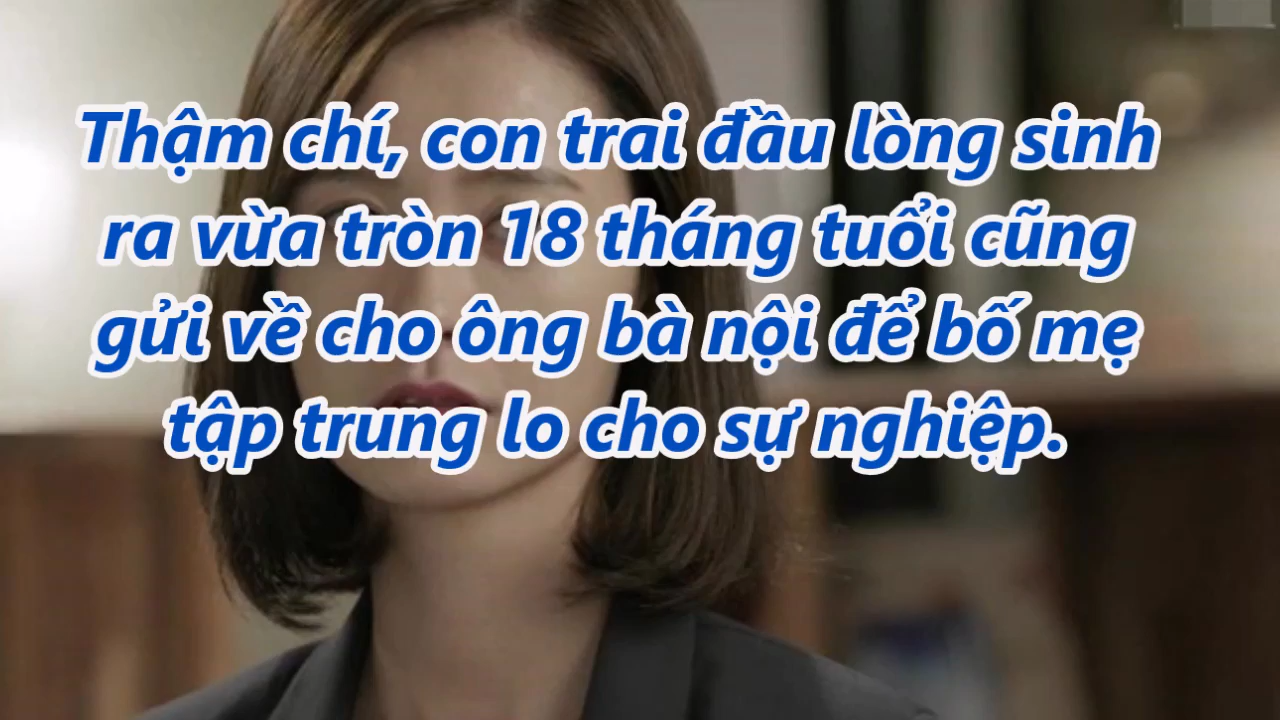 Thậm chí, con trai đầu lòng sinh
ra vừa tròn 18 tháng tuổi cũng
gửi về cho ông bà nội để bố mẹ
tập trung lo cho sự nghiệp.